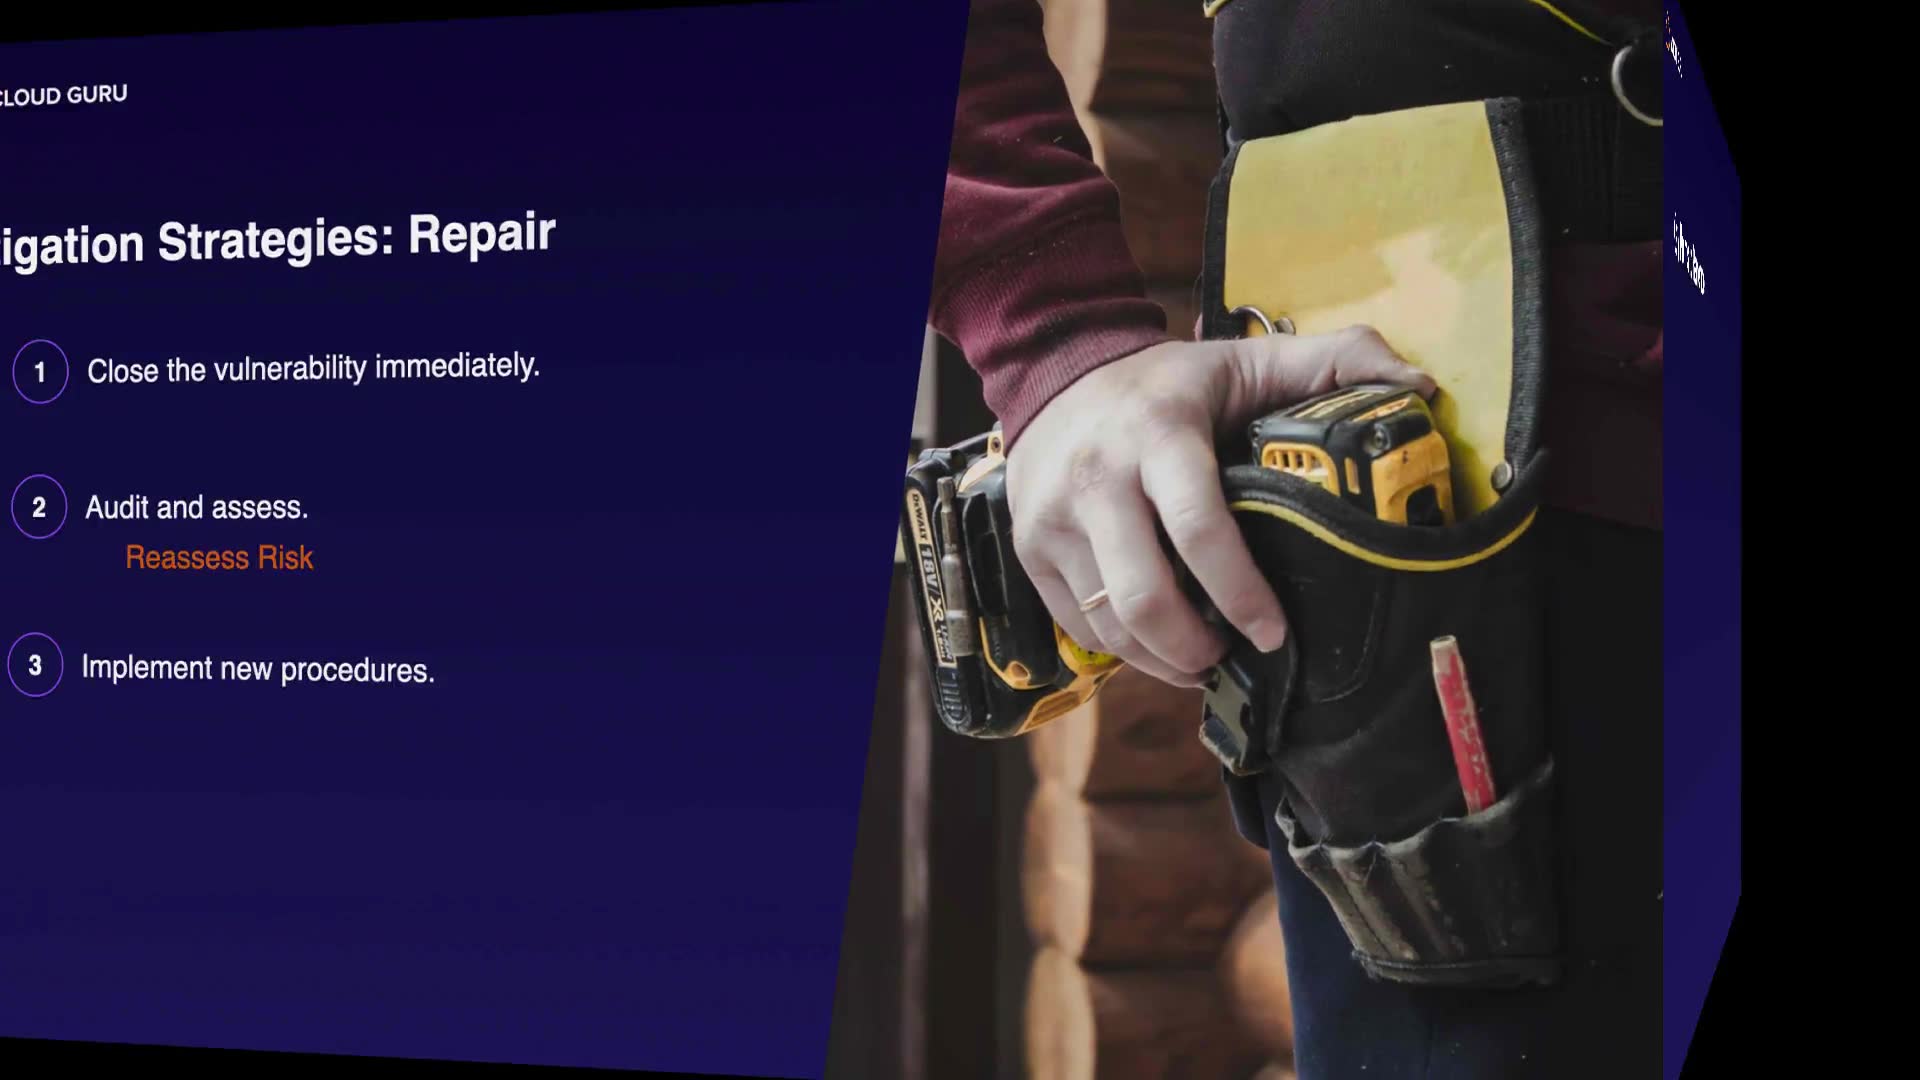 CLOUD GURU
igation Strategies: Repair
1 Close the vulnerability immediately.
2 Audit and assess.
Reassess Risk
3 Implement new procedures.
DEWALT 18V XR